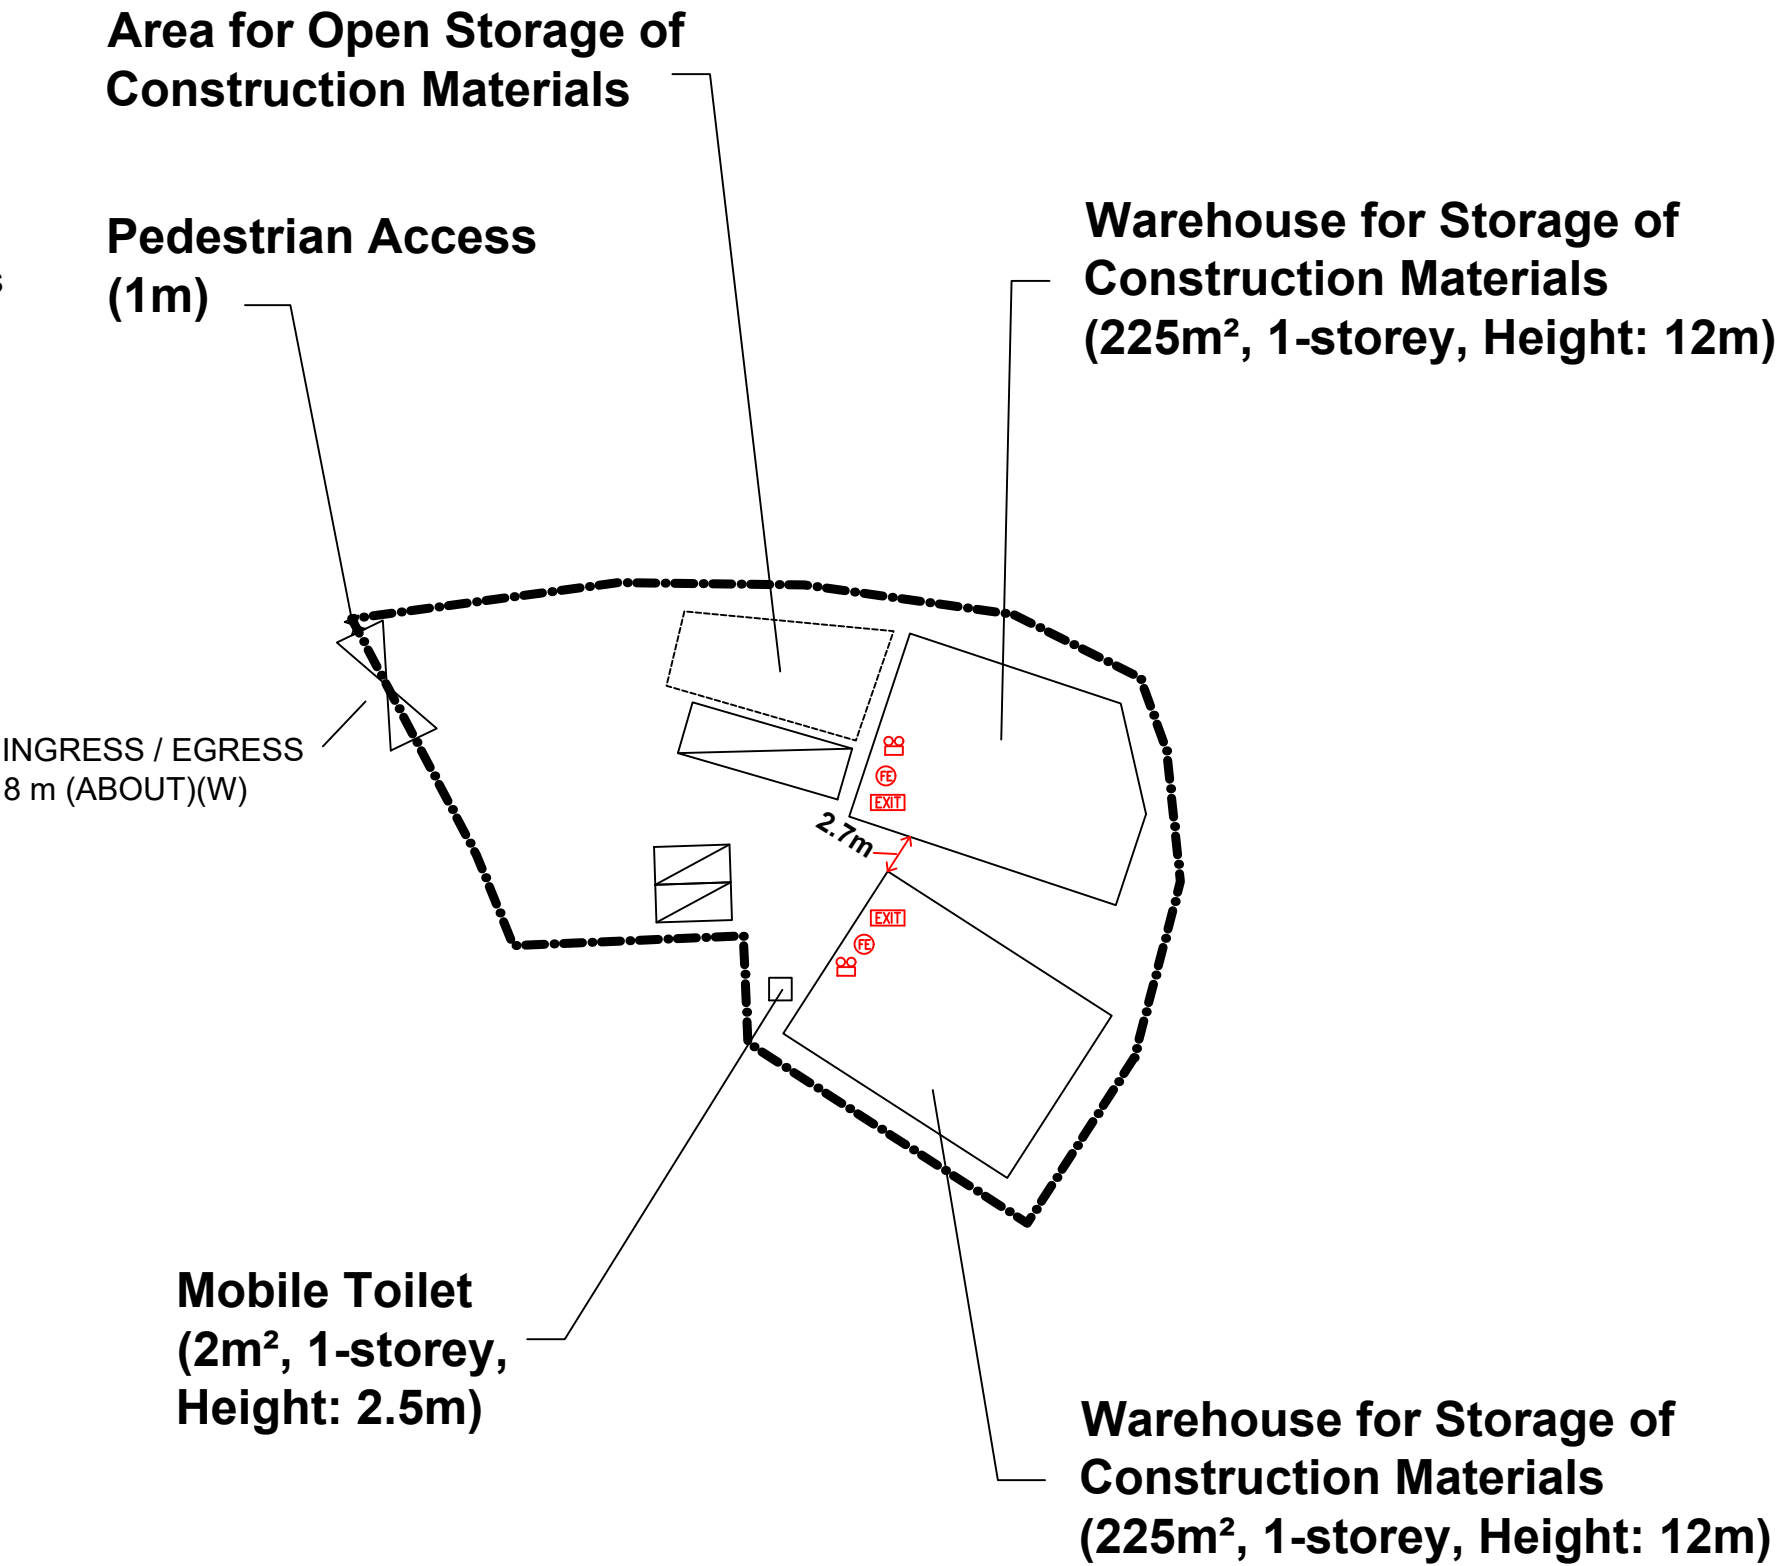 Area for Open Storage of
Construction Materials
Pedestrian Access
(1m)
Warehouse for Storage of
Construction Materials
(225m², 1-storey, Height: 12m)
INGRESS / EGRESS
8 m (ABOUT)(W)
FE
EXIT
2.7m
EXIT
FE
Mobile Toilet
(2m², 1-storey,
Height: 2.5m)
Warehouse for Storage of
Construction Materials
(225m², 1-storey, Height: 12m)